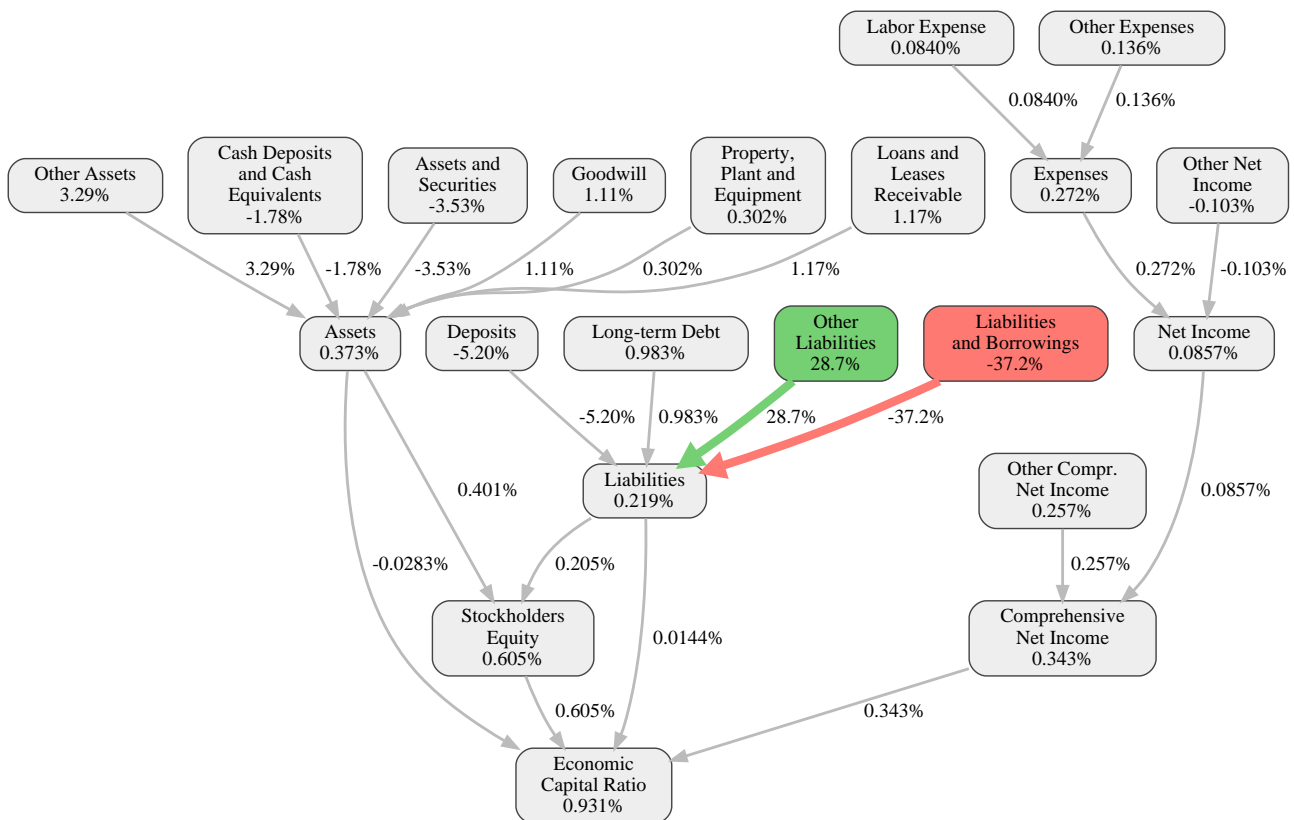 Labor Expense
0.0840%
Other Expenses
0.136%
0.0840%
0.136%
Other Assets
3.29%
Cash Deposits
and Cash
Equivalents
-1.78%
Assets and
Securities
-3.53%
Goodwill
1.11%
Property,
Plant and
Equipment
0.302%
Loans and
Leases
Receivable
1.17%
Expenses
0.272%
Other Net
Income
-0.103%
3.29%
-1.78%
-3.53%
1.11%
0.302%
1.17%
0.272%
-0.103%
Assets
0.373%
Deposits
-5.20%
Long-term Debt
0.983%
Other
Liabilities
28.7%
Liabilities
and Borrowings
-37.2%
Net Income
0.0857%
-5.20%
0.983%
28.7%
-37.2%
Liabilities
0.219%
Other Compr.
Net Income
0.257%
0.401%
0.0857%
-0.0283%
0.205%
0.257%
Stockholders
Equity
0.605%
0.0144%
Comprehensive
Net Income
0.343%
0.605%
0.343%
Economic
Capital Ratio
0.931%